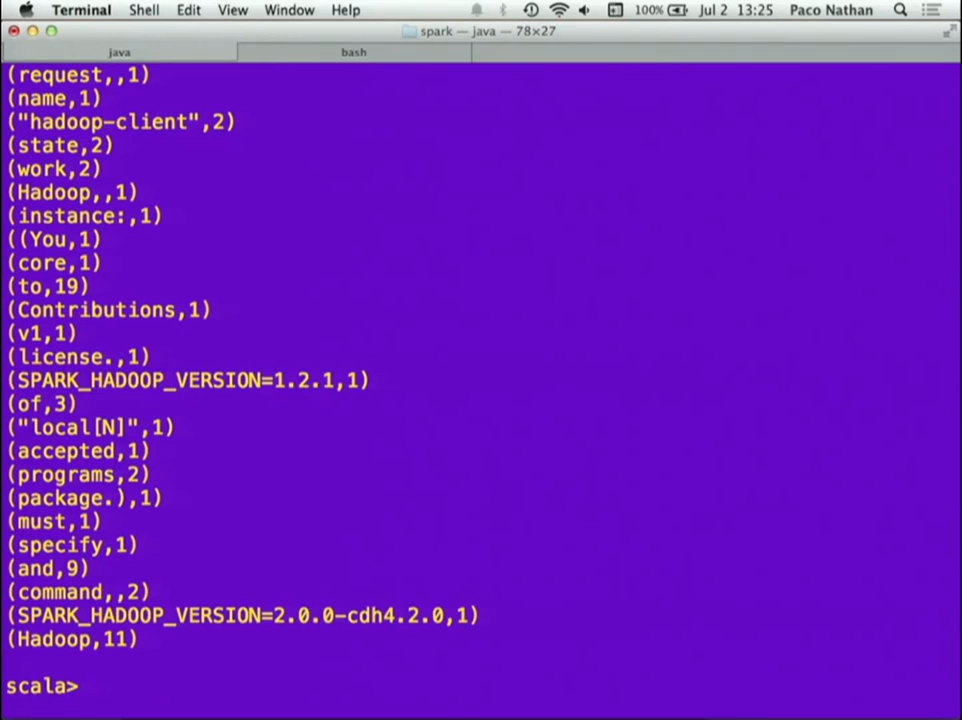 Terminal Shell Edit View Window Help 100% Jul 2 13:25 Paco Nathan
spark — java — 78×27
java bash
(request,,1)
(name,1)
("hadoop-client",2)
(state,2)
(work,2)
(Hadoop,,1)
(instance:,1)
((You,1)
(core,1)
(to,19)
(Contributions,1)
(v1,1)
(license.,1)
(SPARK_HADOOP_VERSION=1.2.1,1)
(of,3)
("local[N]",1)
(accepted,1)
(programs,2)
(package.),1)
(must,1)
(specify,1)
(and,9)
(command,,2)
(SPARK_HADOOP_VERSION=2.0.0-cdh4.2.0,1)
(Hadoop,11)
scala>